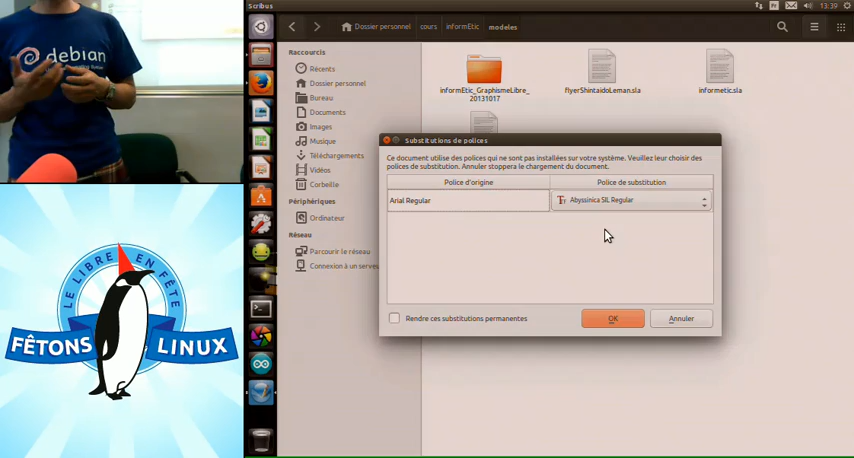 debian
LE LIBRE EN FÊTE
FÊTONS LINUX
Scribus
Fr
13:39
Dossier personnel
cours
informEtic
modeles
Raccourcis
Récents
Dossier personnel
Bureau
Documents
Images
Musique
Téléchargements
Vidéos
Corbeille
Périphériques
Ordinateur
Réseau
Parcourir le réseau
Connexion à un serveu
informEtic_GraphismeLibre_
20131017
flyerShintaidoLeman.sla
informetic.sla
Substitutions de polices
Ce document utilise des polices qui ne sont pas installées sur votre système. Veuillez leur choisir des
polices de substitution. Annuler stoppera le chargement du document.
Police d'origine
Police de substitution
Arial Regular
Abyssinica SIL Regular
Rendre ces substitutions permanentes
OK
Annuler